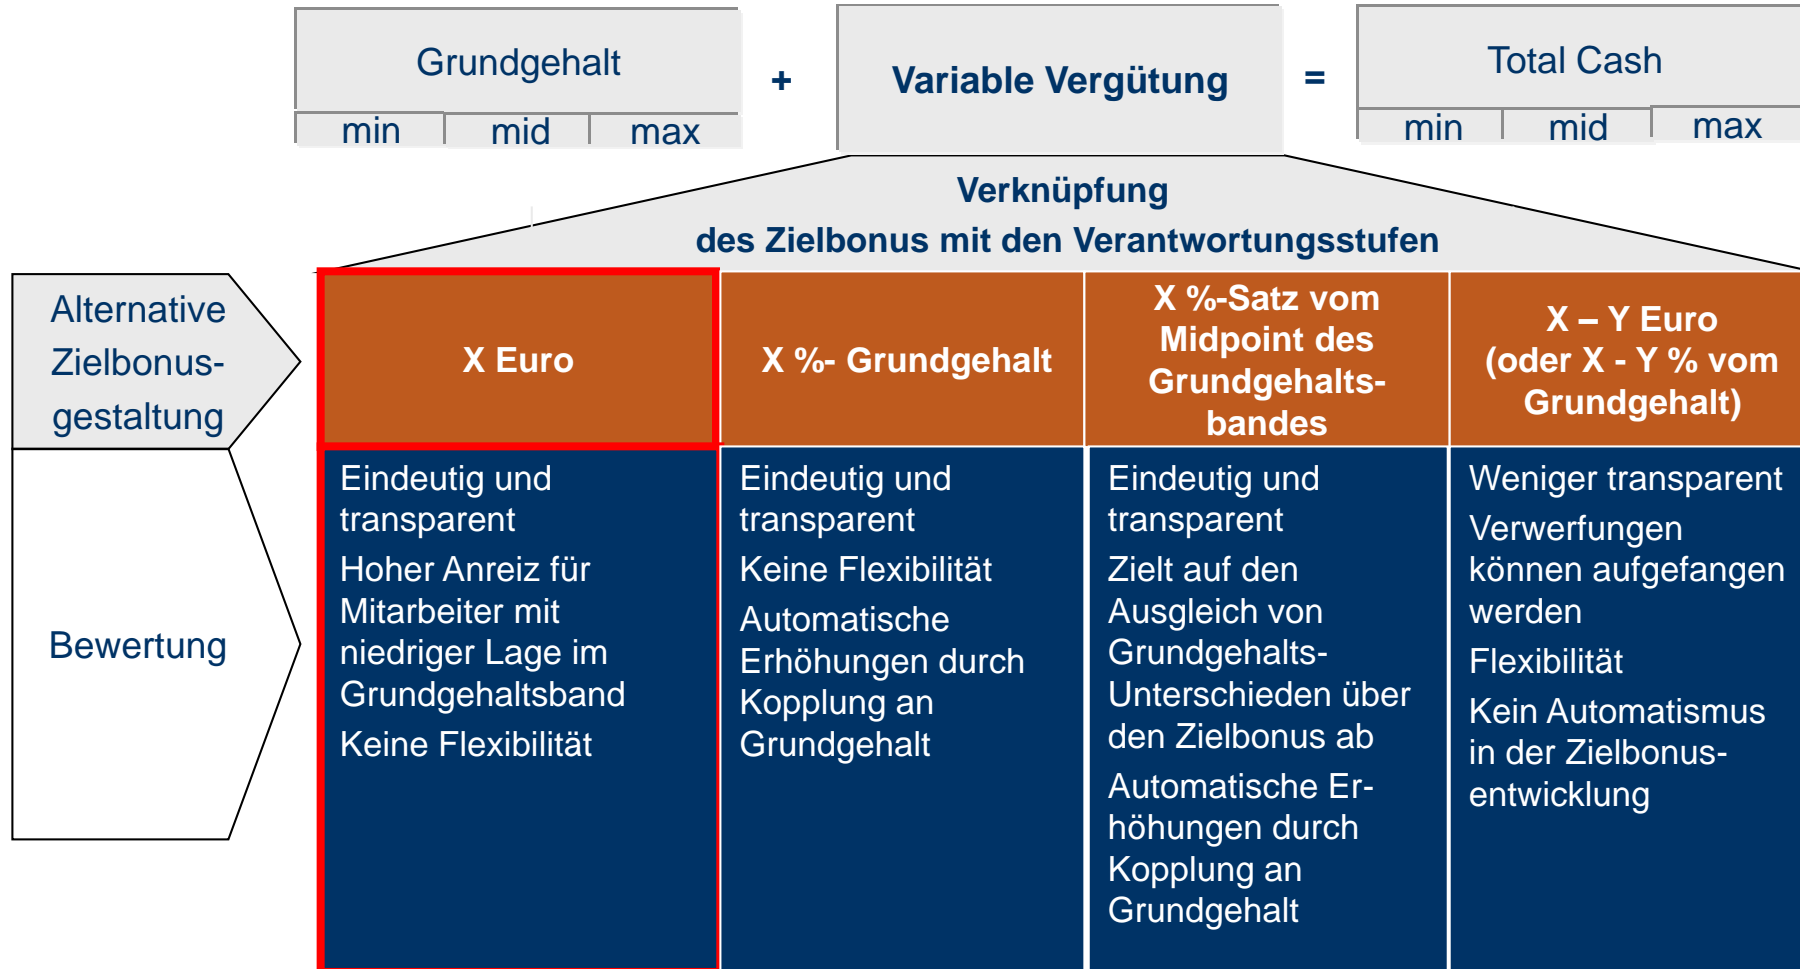 Grundgehalt
+
Variable Vergütung
=
Total Cash
min mid max
min mid max
Verknüpfung
des Zielbonus mit den Verantwortungsstufen
Alternative
Zielbonus-
gestaltung
X Euro
X %- Grundgehalt
X %-Satz vom
Midpoint des
Grundgehalts-
bandes
X – Y Euro
(oder X - Y % vom
Grundgehalt)
Bewertung
Eindeutig und
transparent
Hoher Anreiz für
Mitarbeiter mit
niedriger Lage im
Grundgehaltsband
Keine Flexibilität
Eindeutig und
transparent
Keine Flexibilität
Automatische
Erhöhungen durch
Kopplung an
Grundgehalt
Eindeutig und
transparent
Zielt auf den
Ausgleich von
Grundgehalts-
Unterschieden über
den Zielbonus ab
Automatische Er-
höhungen durch
Kopplung an
Grundgehalt
Weniger transparent
Verwerfungen
können aufgefangen
werden
Flexibilität
Kein Automatismus
in der Zielbonus-
entwicklung